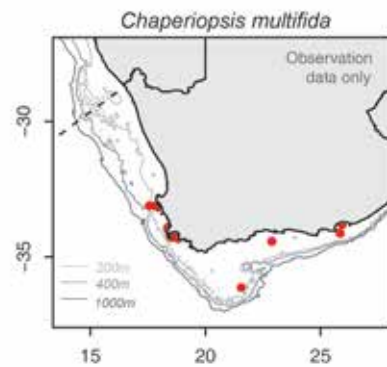 Chaperiopsis multifida
Observation
data only
−30
−35
200m
400m
1000m
15
20
25